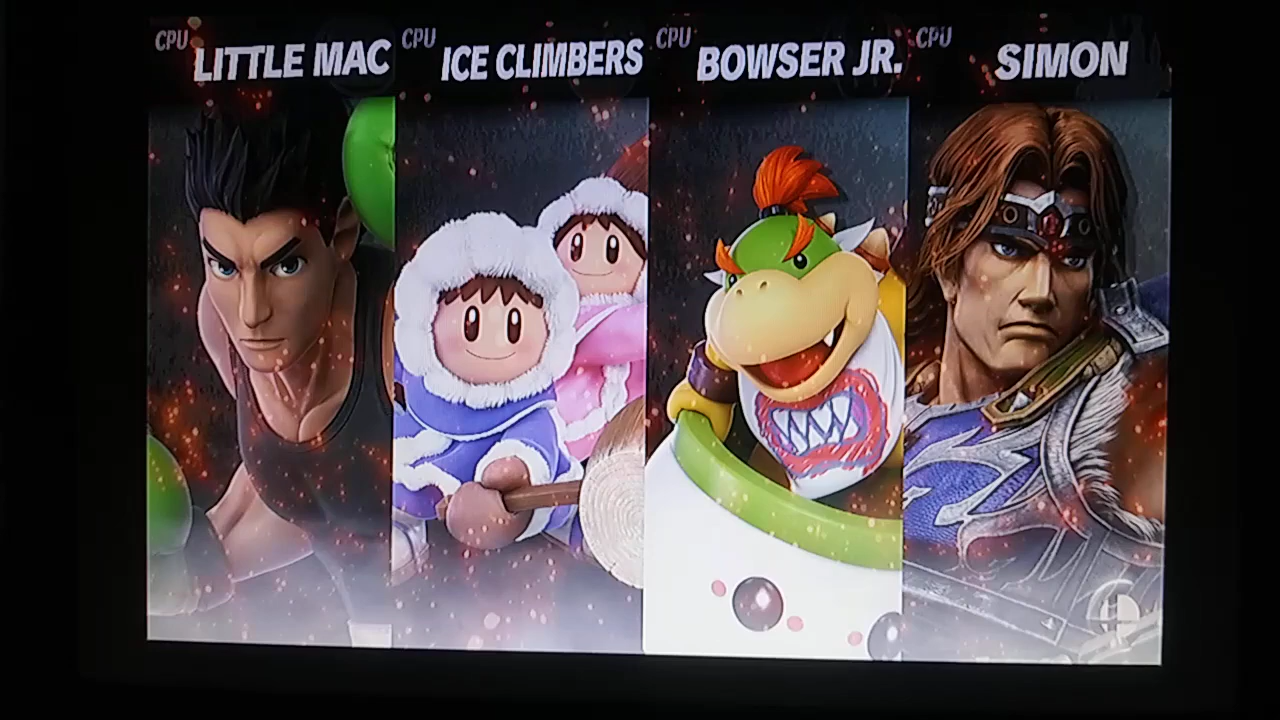 CPU LITTLE MAC
CPU ICE CLIMBERS
CPU BOWSER JR.
CPU SIMON